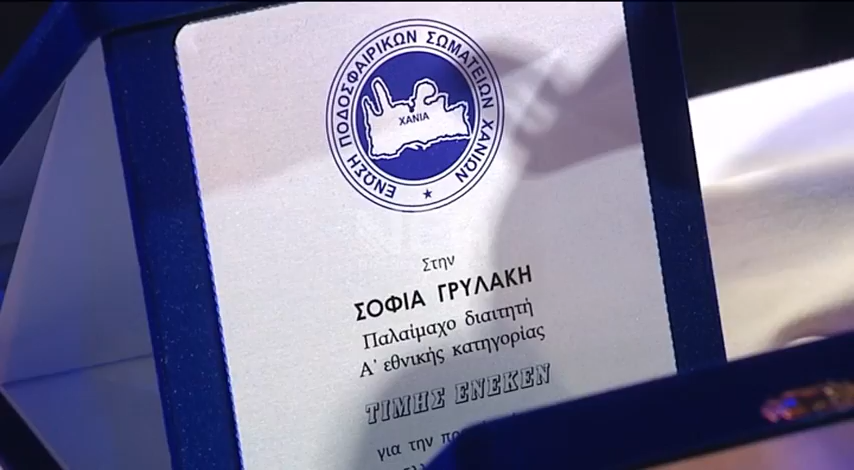 ΕΝΩΣΗ ΠΟΔΟΣΦΑΙΡΙΚΩΝ ΣΩΜΑΤΕΙΩΝ ΧΑΝΙΩΝ
ΧΑΝΙΑ
Στην
ΣΟΦΙΑ ΓΡΥΛΑΚΗ
Παλαίμαχο διαιτητή
Α' εθνικής κατηγορίας
ΤΙΜΗΣ ΕΝΕΚΕΝ
για την